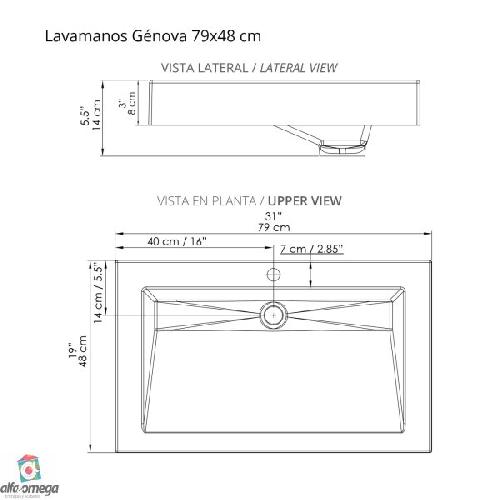 Lavamanos Génova 79x48 cm
VISTA LATERAL / LATERAL VIEW
5.5"
14 cm
3"
8 cm
VISTA EN PLANTA / UPPER VIEW
31"
79 cm
40 cm / 16"
7 cm / 2.85"
14 cm / 5.5"
19"
48 cm
alfa omega